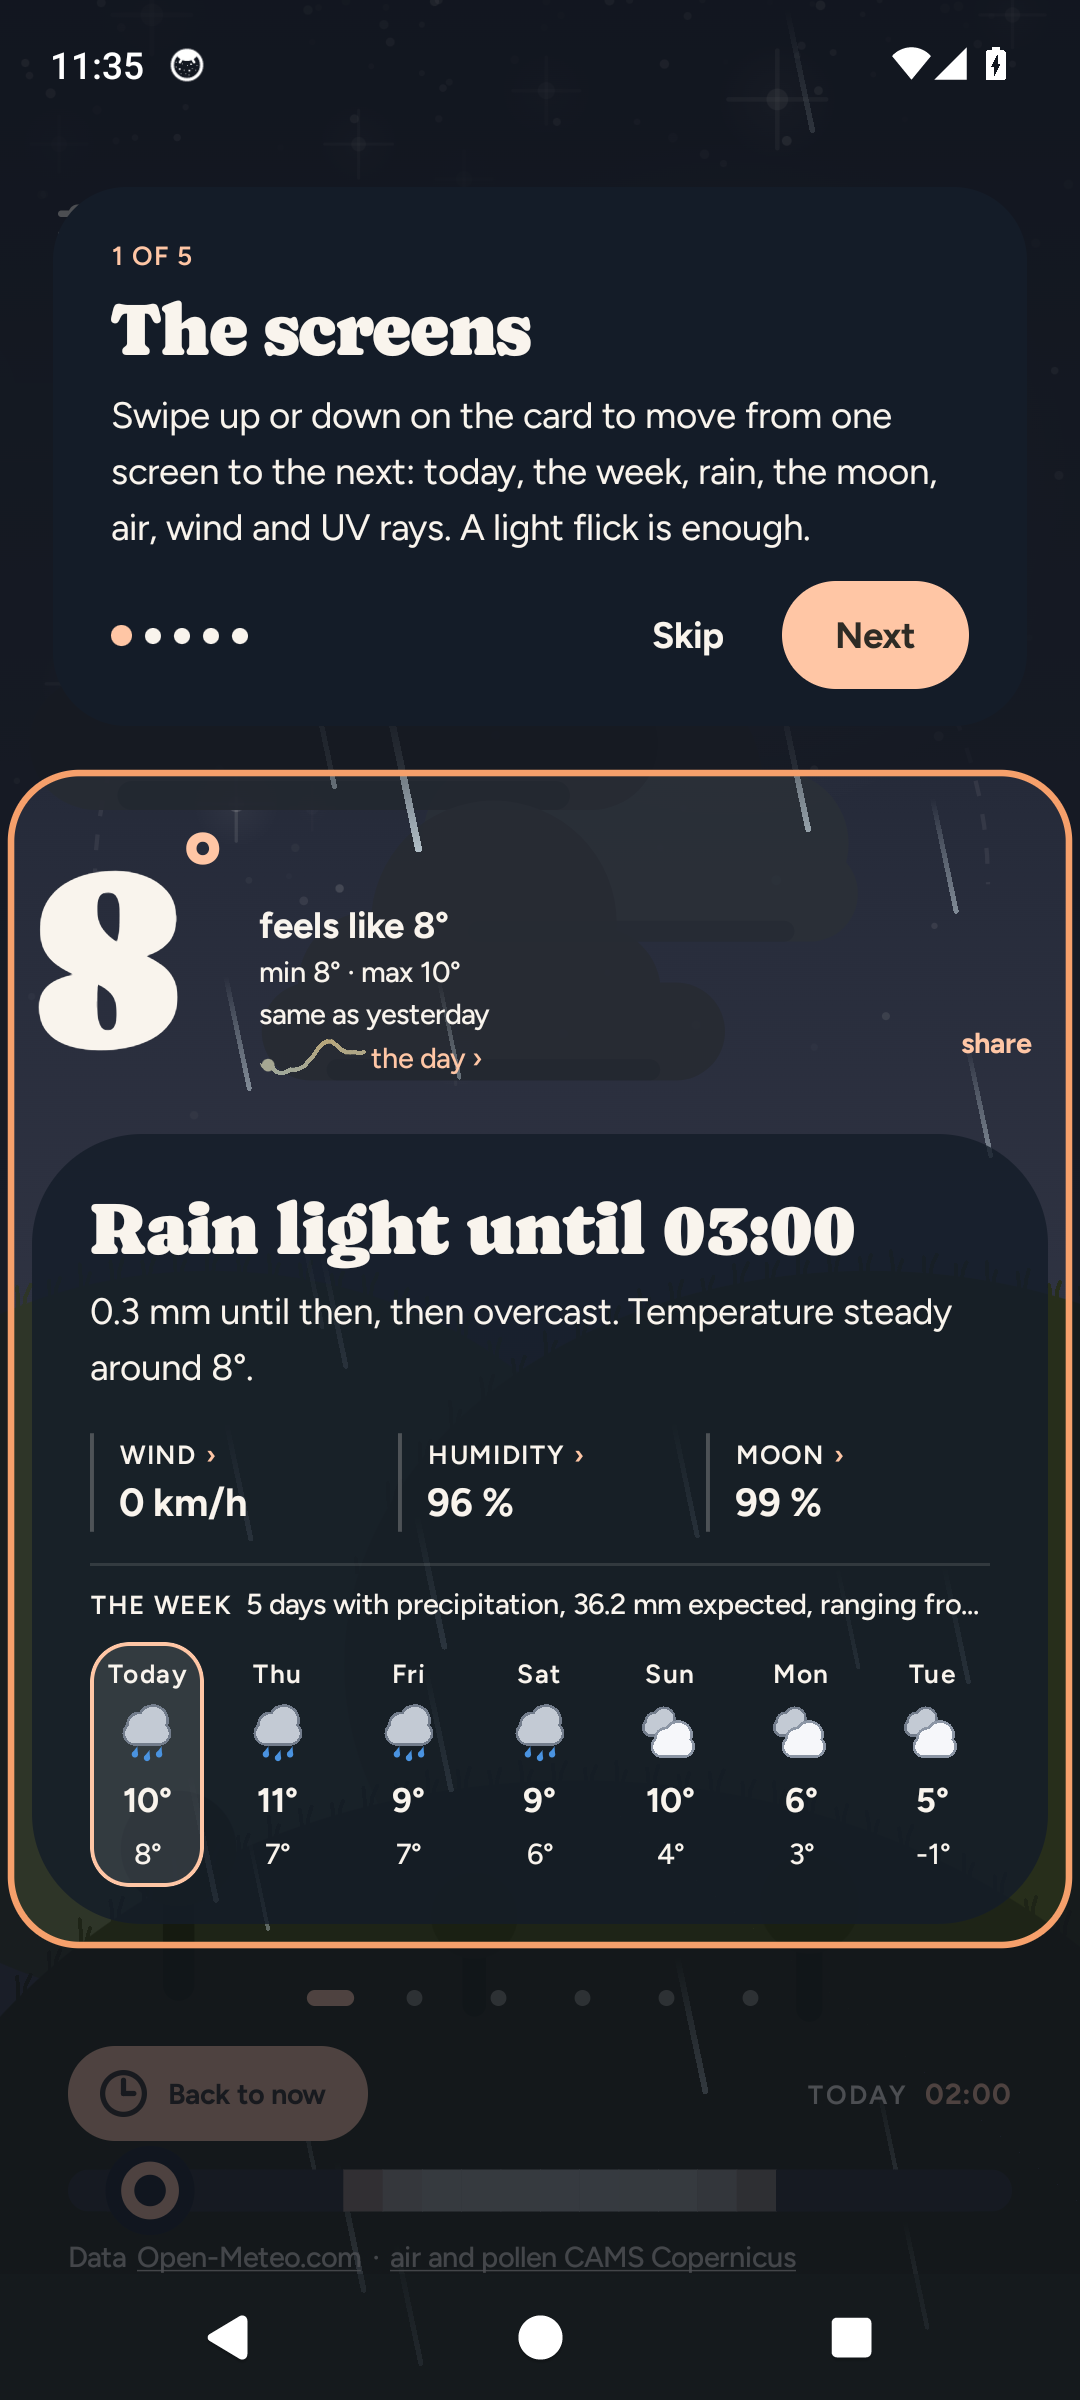 11:35
1 OF 5
The screens
Swipe up or down on the card to move from one
screen to the next: today, the week, rain, the moon,
air, wind and UV rays. A light flick is enough.
Skip
Next
8°
feels like 8°
min 8° · max 10°
same as yesterday
the day ›
share
Rain light until 03:00
0.3 mm until then, then overcast. Temperature steady
around 8°.
WIND › HUMIDITY › MOON ›
0 km/h 96 % 99 %
THE WEEK 5 days with precipitation, 36.2 mm expected, ranging fro...
Today Thu Fri Sat Sun Mon Tue
10° 11° 9° 9° 10° 6° 5°
8° 7° 7° 6° 4° 3° -1°
Back to now
TODAY 02:00
Data Open-Meteo.com · air and pollen CAMS Copernicus